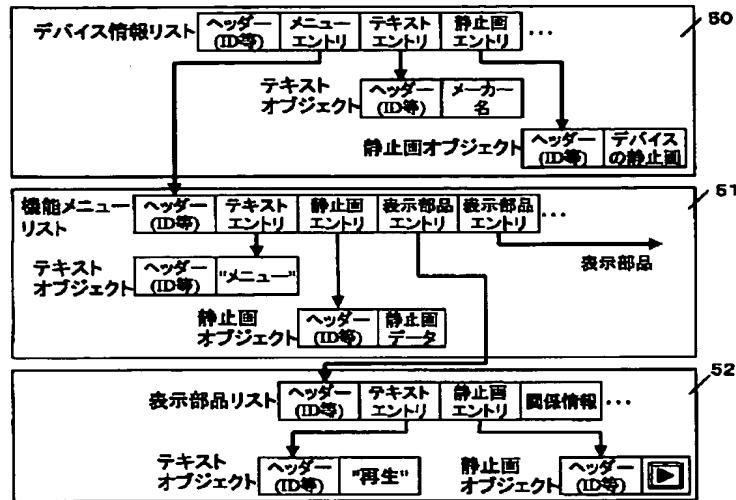 デバイス情報リスト
ヘッダー
(ID等)
メニュー
エントリ
テキスト
エントリ
静止画
エントリ
...
50
テキスト
オブジェクト
ヘッダー
(ID等)
メーカー
名
静止画オブジェクト
ヘッダー
(ID等)
デバイス
の静止画
51
機能メニュー
リスト
ヘッダー
(ID等)
テキスト
エントリ
静止画
エントリ
表示部品
エントリ
表示部品
エントリ
...
表示部品
テキスト
オブジェクト
ヘッダー
(ID等)
"メニュー"
静止画
オブジェクト
ヘッダー
(ID等)
静止画
データ
52
表示部品リスト
ヘッダー
(ID等)
テキスト
エントリ
静止画
エントリ
関係情報
...
テキスト
オブジェクト
ヘッダー
(ID等)
"再生"
静止画
オブジェクト
ヘッダー
(ID等)